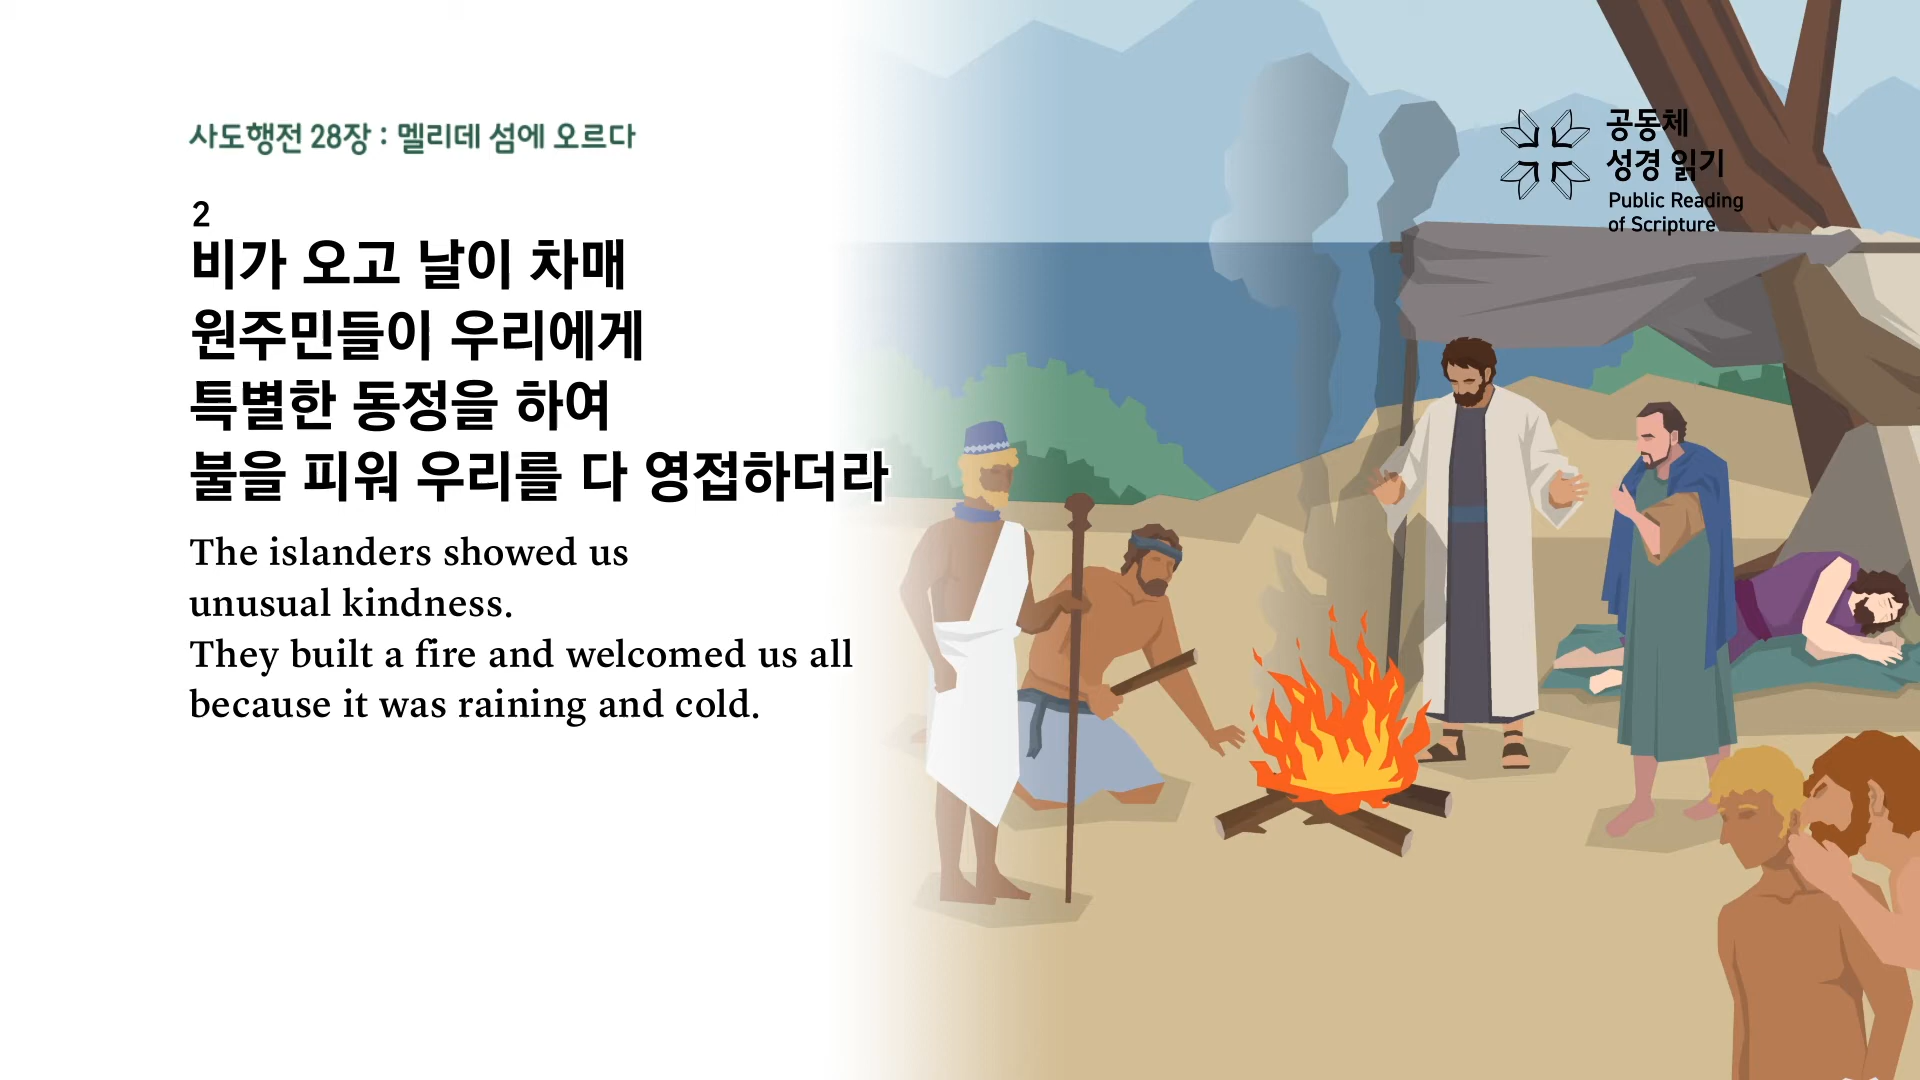 사도행전 28장 : 멜리데 섬에 오르다
2
비가 오고 날이 차매
원주민들이 우리에게
특별한 동정을 하여
불을 피워 우리를 다 영접하더라
The islanders showed us
unusual kindness.
They built a fire and welcomed us all
because it was raining and cold.
공동체
성경 읽기
Public Reading
of Scripture